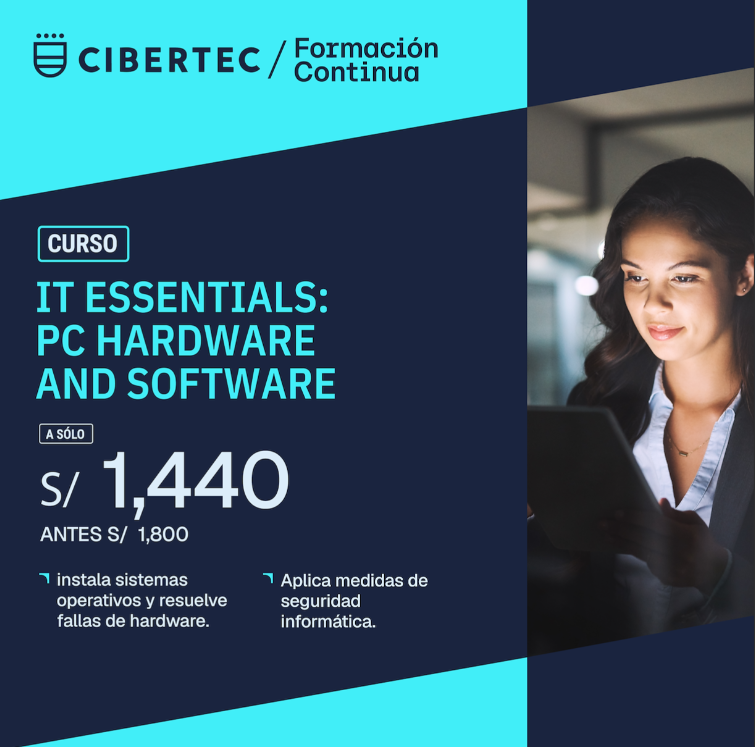 CIBERTEC / Formación
Continua
CURSO
IT ESSENTIALS:
PC HARDWARE
AND SOFTWARE
A SÓLO
S/ 1,440
ANTES S/ 1,800
instala sistemas
operativos y resuelve
fallas de hardware.
Aplica medidas de
seguridad
informática.